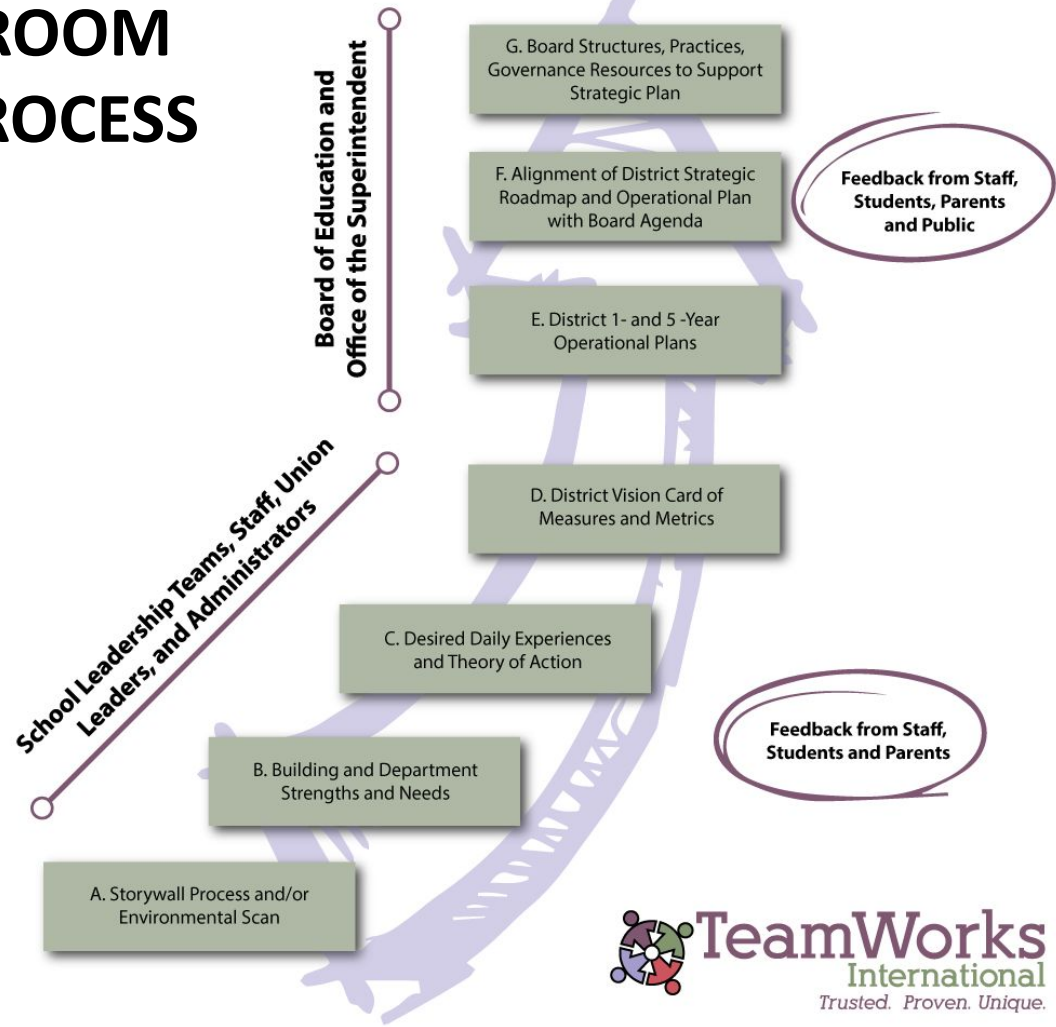 ROOM
ROCESS
Board of Education and
Office of the Superintendent
G. Board Structures, Practices,
Governance Resources to Support
Strategic Plan
F. Alignment of District Strategic
Roadmap and Operational Plan
with Board Agenda
Feedback from Staff,
Students, Parents
and Public
E. District 1- and 5 -Year
Operational Plans
School Leadership Teams, Staff, Union
Leaders, and Administrators
D. District Vision Card of
Measures and Metrics
C. Desired Daily Experiences
and Theory of Action
Feedback from Staff,
Students and Parents
B. Building and Department
Strengths and Needs
A. Storywall Process and/or
Environmental Scan
TeamWorks
International
Trusted. Proven. Unique.